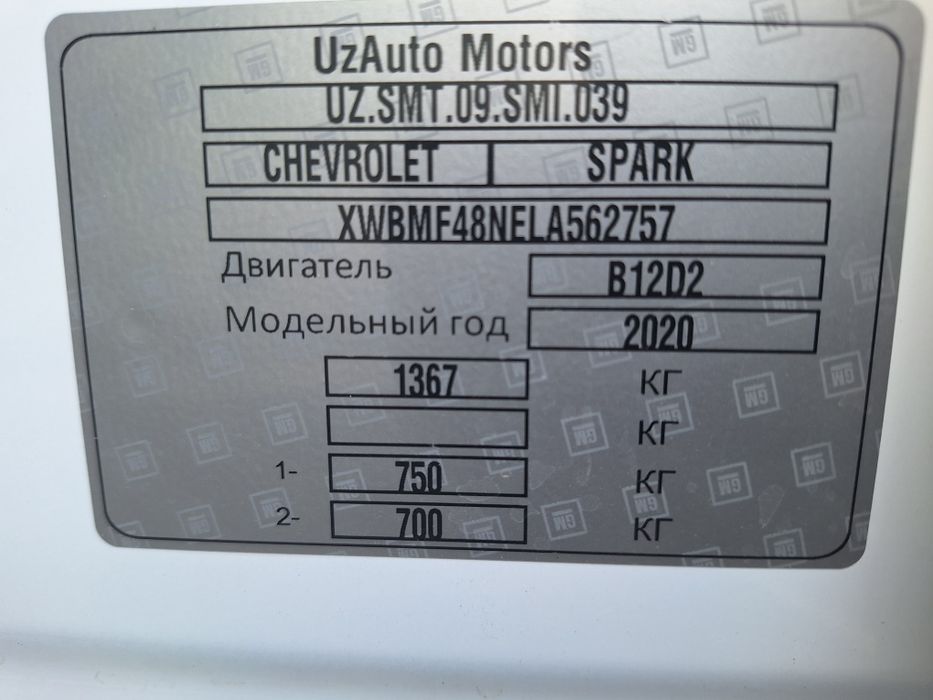 UzAuto Motors
UZ.SMT.09.SMI.039
CHEVROLET | SPARK
XWBMF48NELA562757
Двигатель B12D2
Модельный год 2020
1367 КГ
КГ
1- 750 КГ
2- 700 КГ